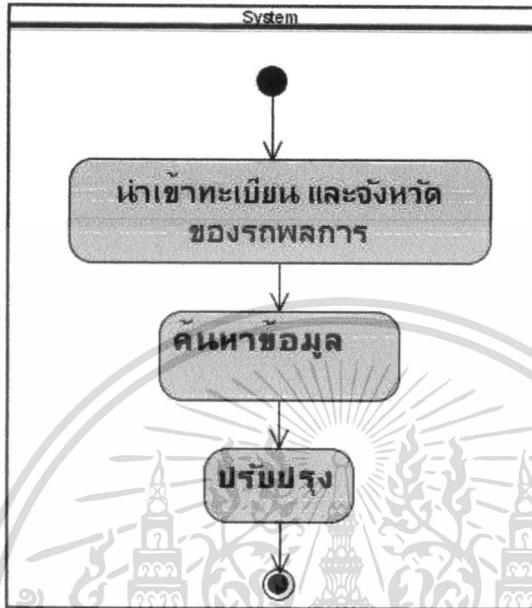 System
นำเข้าทะเบียน และจังหวัด
ของรถพลการ
ค้นหาข้อมูล
ปรับปรุง